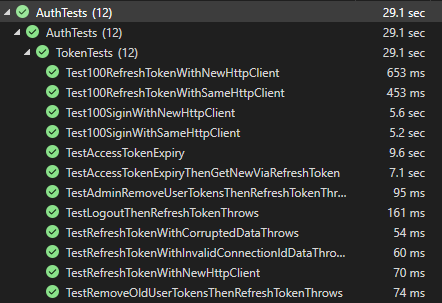 AuthTests (12) 29.1 sec
AuthTests (12) 29.1 sec
TokenTests (12) 29.1 sec
Test100RefreshTokenWithNewHttpClient 653 ms
Test100RefreshTokenWithSameHttpClient 453 ms
Test100SiginWithNewHttpClient 5.6 sec
Test100SiginWithSameHttpClient 5.2 sec
TestAccessTokenExpiry 9.6 sec
TestAccessTokenExpiryThenGetNewViaRefreshToken 7.1 sec
TestAdminRemoveUserTokensThenRefreshTokenThr... 95 ms
TestLogoutThenRefreshTokenThrows 161 ms
TestRefreshTokenWithCorruptedDataThrows 54 ms
TestRefreshTokenWithInvalidConnectionIdDataThro... 60 ms
TestRefreshTokenWithNewHttpClient 70 ms
TestRemoveOldUserTokensThenRefreshTokenThrows 74 ms